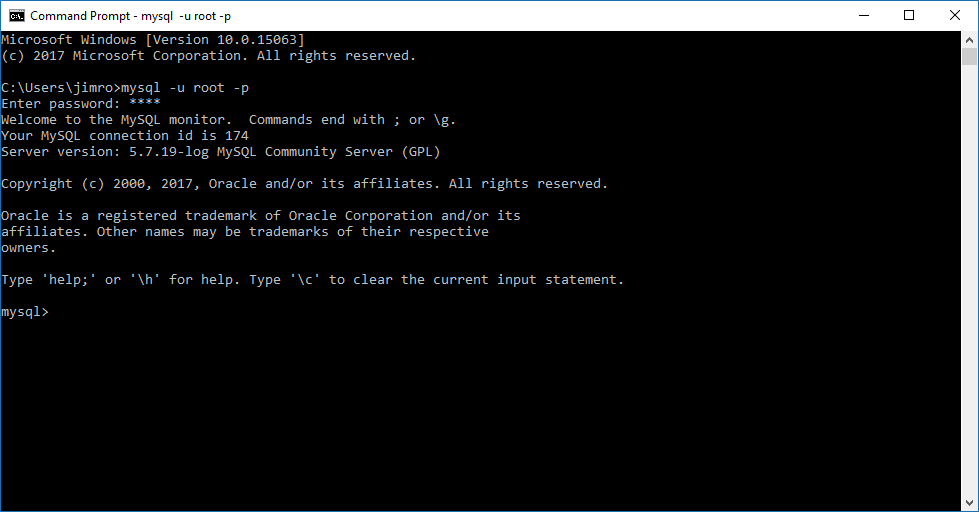 Command Prompt - mysql  -u root -p
Microsoft Windows [Version 10.0.15063]
(c) 2017 Microsoft Corporation. All rights reserved.
C:\Users\jimro>mysql -u root -p
Enter password: ****
Welcome to the MySQL monitor.  Commands end with ; or \g.
Your MySQL connection id is 174
Server version: 5.7.19-log MySQL Community Server (GPL)
Copyright (c) 2000, 2017, Oracle and/or its affiliates. All rights reserved.
Oracle is a registered trademark of Oracle Corporation and/or its
affiliates. Other names may be trademarks of their respective
owners.
Type 'help;' or '\h' for help. Type '\c' to clear the current input statement.
mysql>